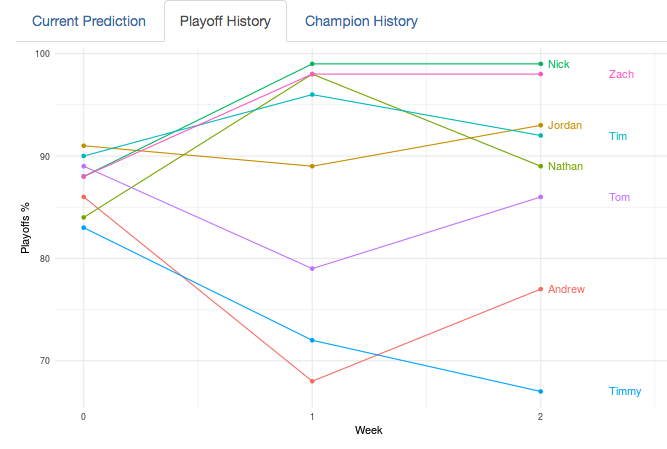 Current Prediction Playoff History Champion History
100
Nick
Zach
Jordan
Tim
90
Nathan
Tom
Playoffs %
80
Andrew
70
Timmy
0 1 2
Week